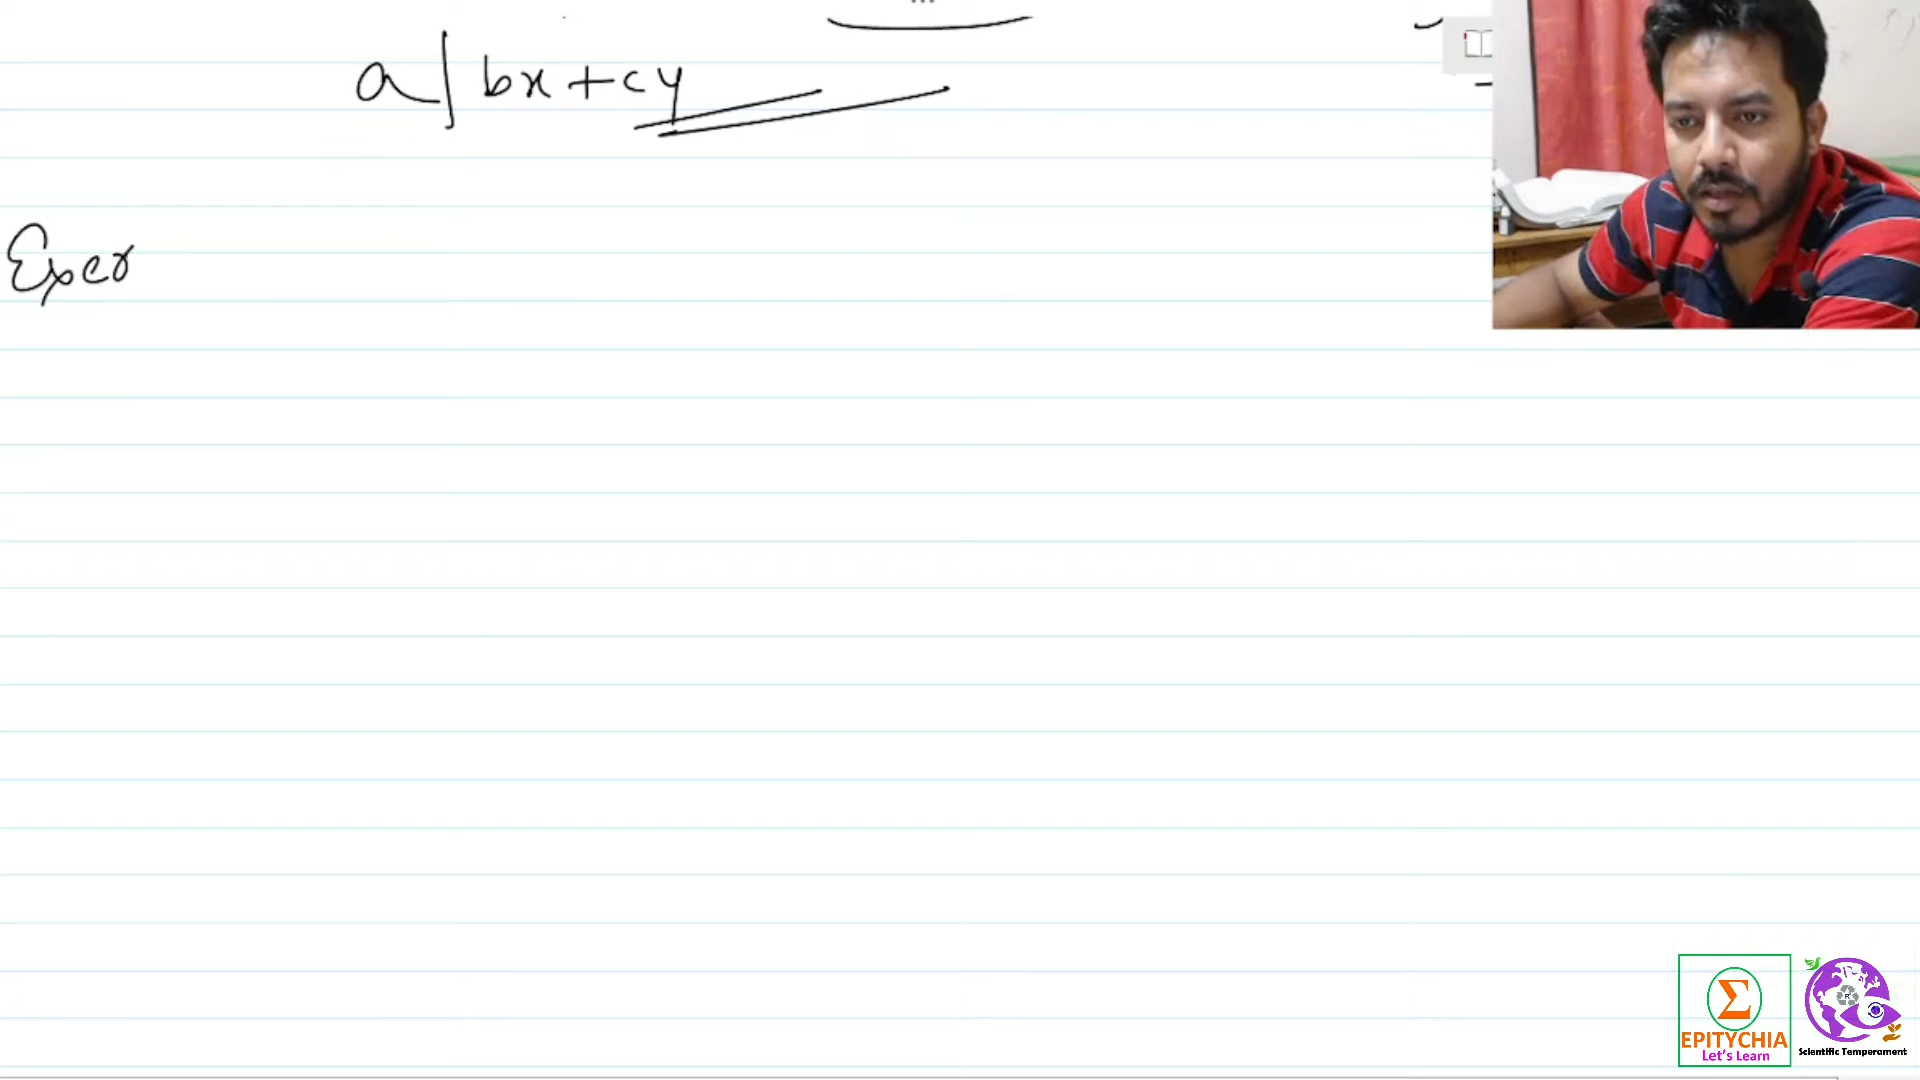 a | bx + cy
Exer
Σ
EPITYCHIA
Let's Learn
Scientific Temperament